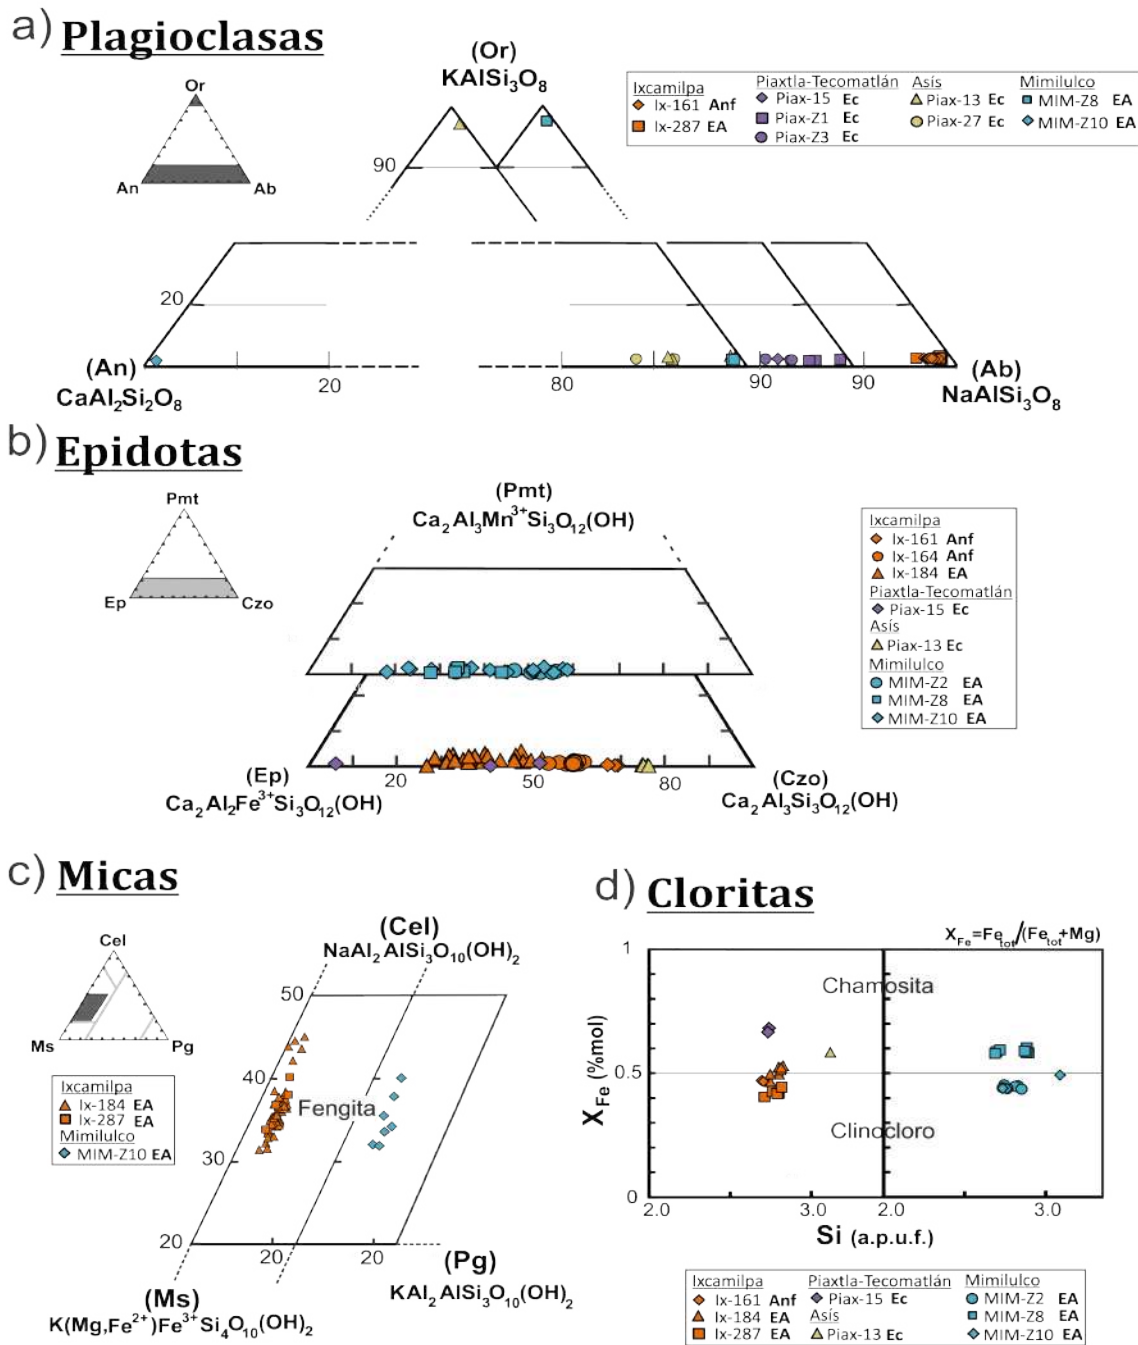 a) Plagioclasas
(Or)
KAlSi₃O₈
Or
An
Ab
Ixcamilpa
Ix-161 Anf
Ix-287 EA
Piaxtla-Tecomatlán
Piax-15 Ec
Piax-Z1 Ec
Piax-Z3 Ec
Asís
Piax-13 Ec
Piax-27 Ec
Mimilulco
MIM-Z8 EA
MIM-Z10 EA
90
20
(An)
CaAl₂Si₂O₈
20
80
90
90
(Ab)
NaAlSi₃O₈
b) Epidotas
(Pmt)
Ca₂Al₃Mn³⁺Si₃O₁₂(OH)
Pmt
Ep
Czo
Ixcamilpa
Ix-161 Anf
Ix-164 Anf
Ix-184 EA
Piaxtla-Tecomatlán
Piax-15 Ec
Asís
Piax-13 Ec
Mimilulco
MIM-Z2 EA
MIM-Z8 EA
MIM-Z10 EA
(Ep)
Ca₂Al₂Fe³⁺Si₃O₁₂(OH)
20
50
80
(Czo)
Ca₂Al₃Si₃O₁₂(OH)
c) Micas
(Cel)
NaAl₂AlSi₃O₁₀(OH)₂
Cel
Ms
Pg
50
40
30
20
Fengita
20
20
Ixcamilpa
Ix-184 EA
Ix-287 EA
Mimilulco
MIM-Z10 EA
(Ms)
K(Mg,Fe²⁺)Fe³⁺Si₄O₁₀(OH)₂
(Pg)
KAl₂AlSi₃O₁₀(OH)₂
d) Cloritas
X_Fe=Fe_tot/(Fe_tot+Mg)
1
0.5
0
X_Fe (%mol)
Chamosita
Clinocloro
2.0
3.0
2.0
3.0
Si (a.p.u.f.)
Ixcamilpa
Ix-161 Anf
Ix-184 EA
Ix-287 EA
Piaxtla-Tecomatlán
Piax-15 Ec
Asís
Piax-13 Ec
Mimilulco
MIM-Z2 EA
MIM-Z8 EA
MIM-Z10 EA